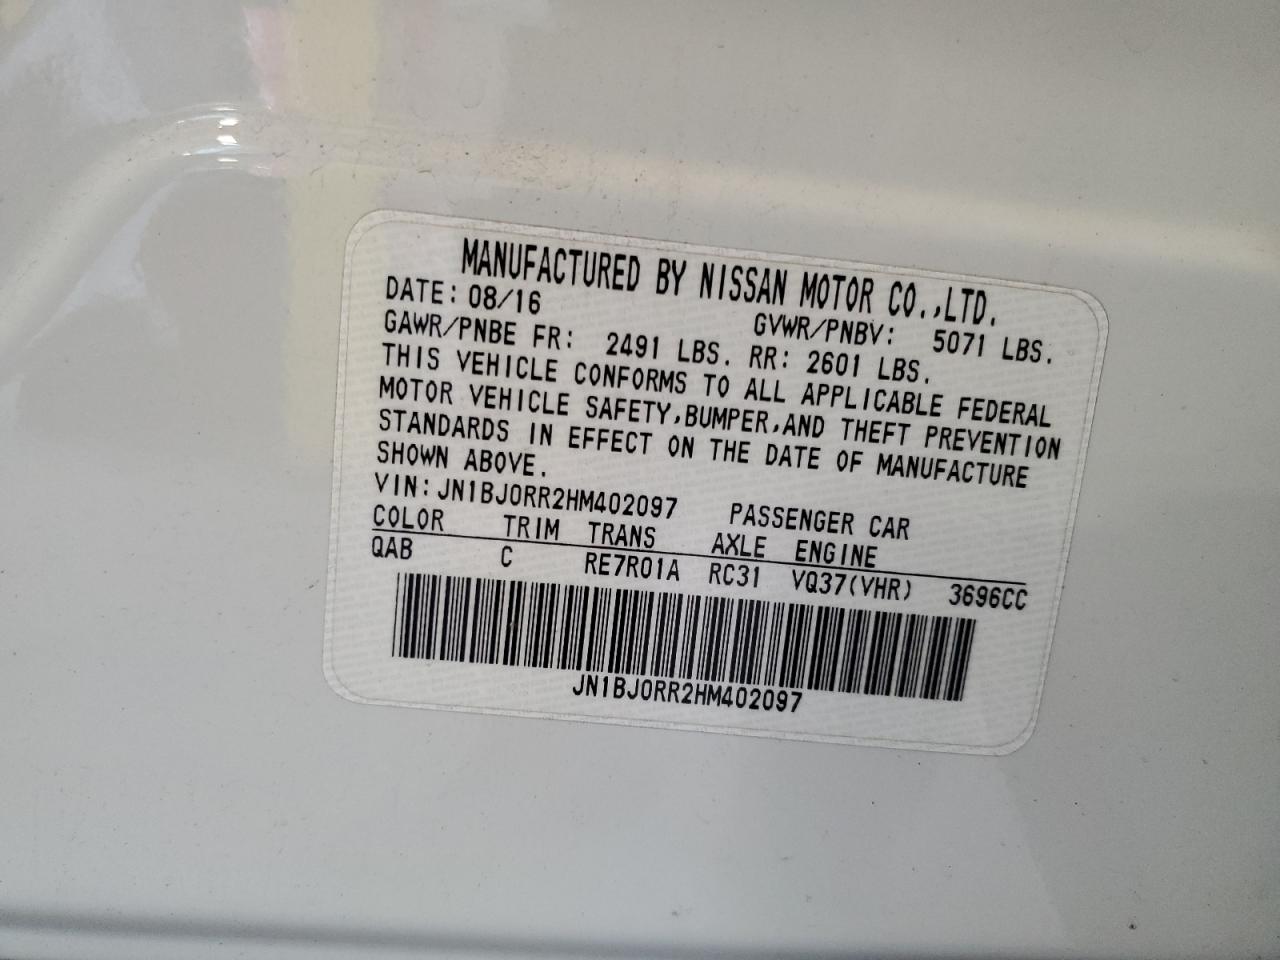 MANUFACTURED BY NISSAN MOTOR CO.,LTD.
DATE: 08/16 GVWR/PNBV: 5071 LBS.
GAWR/PNBE FR: 2491 LBS. RR: 2601 LBS.
THIS VEHICLE CONFORMS TO ALL APPLICABLE FEDERAL
MOTOR VEHICLE SAFETY,BUMPER,AND THEFT PREVENTION
STANDARDS IN EFFECT ON THE DATE OF MANUFACTURE
SHOWN ABOVE.
VIN: JN1BJ0RR2HM402097 PASSENGER CAR
COLOR TRIM TRANS AXLE ENGINE
QAB C RE7R01A RC31 VQ37(VHR) 3696CC
JN1BJ0RR2HM402097